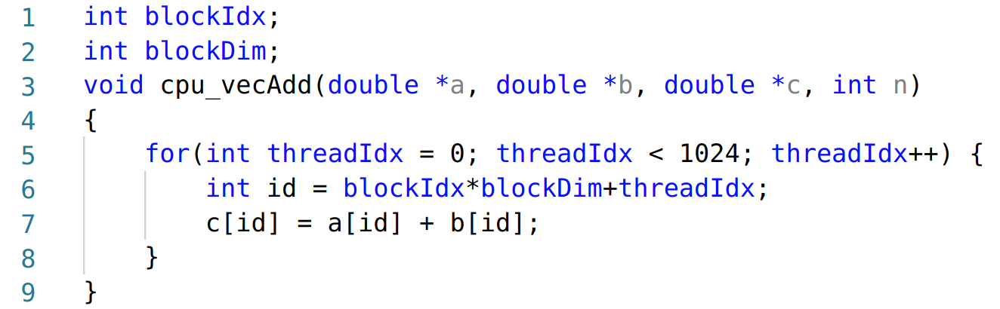 1 int blockIdx;
2 int blockDim;
3 void cpu_vecAdd(double *a, double *b, double *c, int n)
4 {
5     for(int threadIdx = 0; threadIdx < 1024; threadIdx++) {
6         int id = blockIdx*blockDim+threadIdx;
7         c[id] = a[id] + b[id];
8     }
9 }